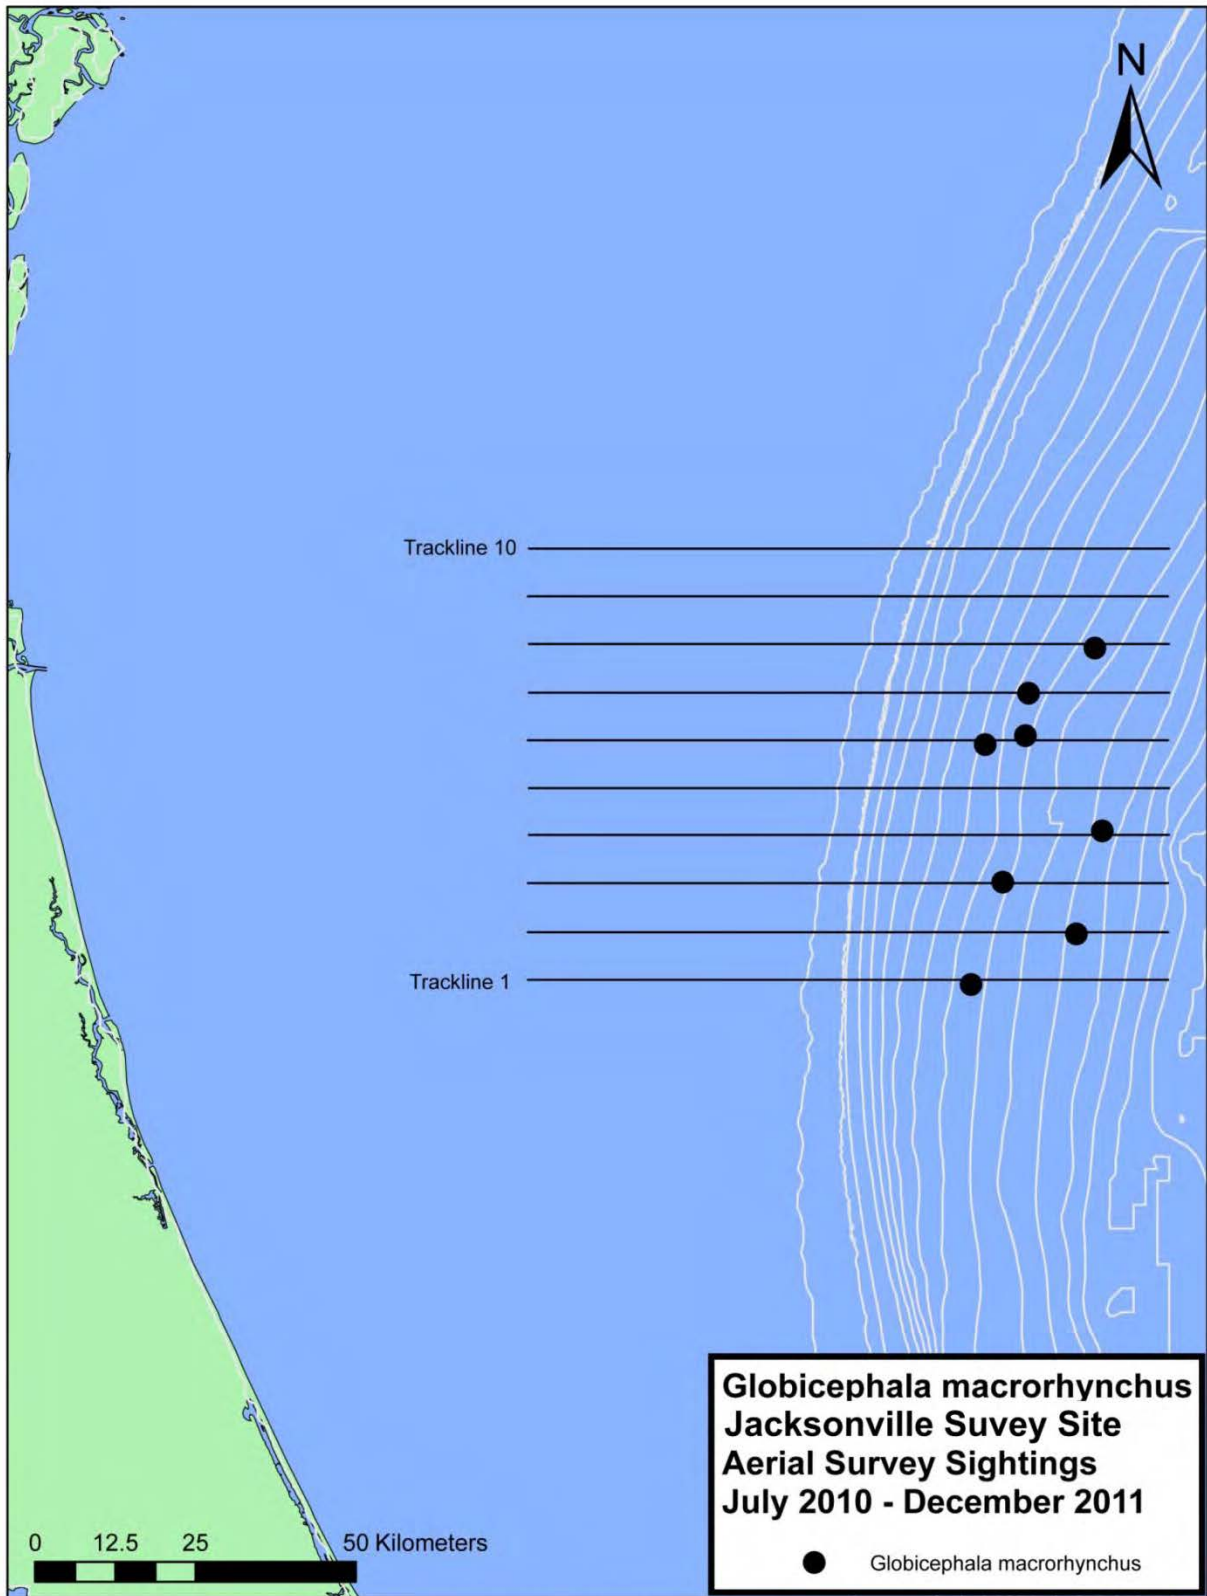 N
Trackline 10
Trackline 1
Globicephala macrorhynchus
Jacksonville Suvey Site
Aerial Survey Sightings
July 2010 - December 2011
Globicephala macrorhynchus
0 12.5 25 50 Kilometers